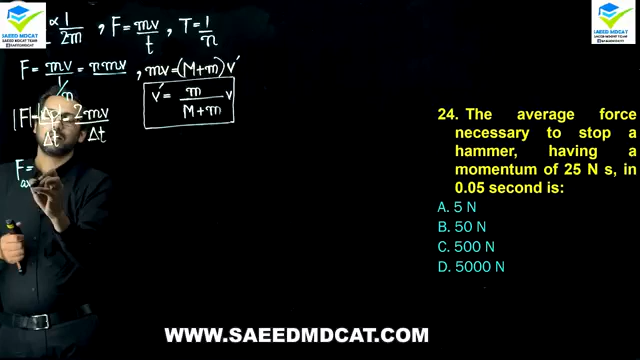 SAEED MDCAT
SAEED MDCAT
∝ 1/2m , F = mv/t , T = 1/n
F = mv/(1/n) = nmv , mv = (M+m) v′
v′ = m/(M+m) v
|F| = |Δp|/Δt = 2mv/Δt
F =
av
24. The average force
necessary to stop a
hammer, having a
momentum of 25 N s, in
0.05 second is:
A. 5 N
B. 50 N
C. 500 N
D. 5000 N
WWW.SAEEDMDCAT.COM